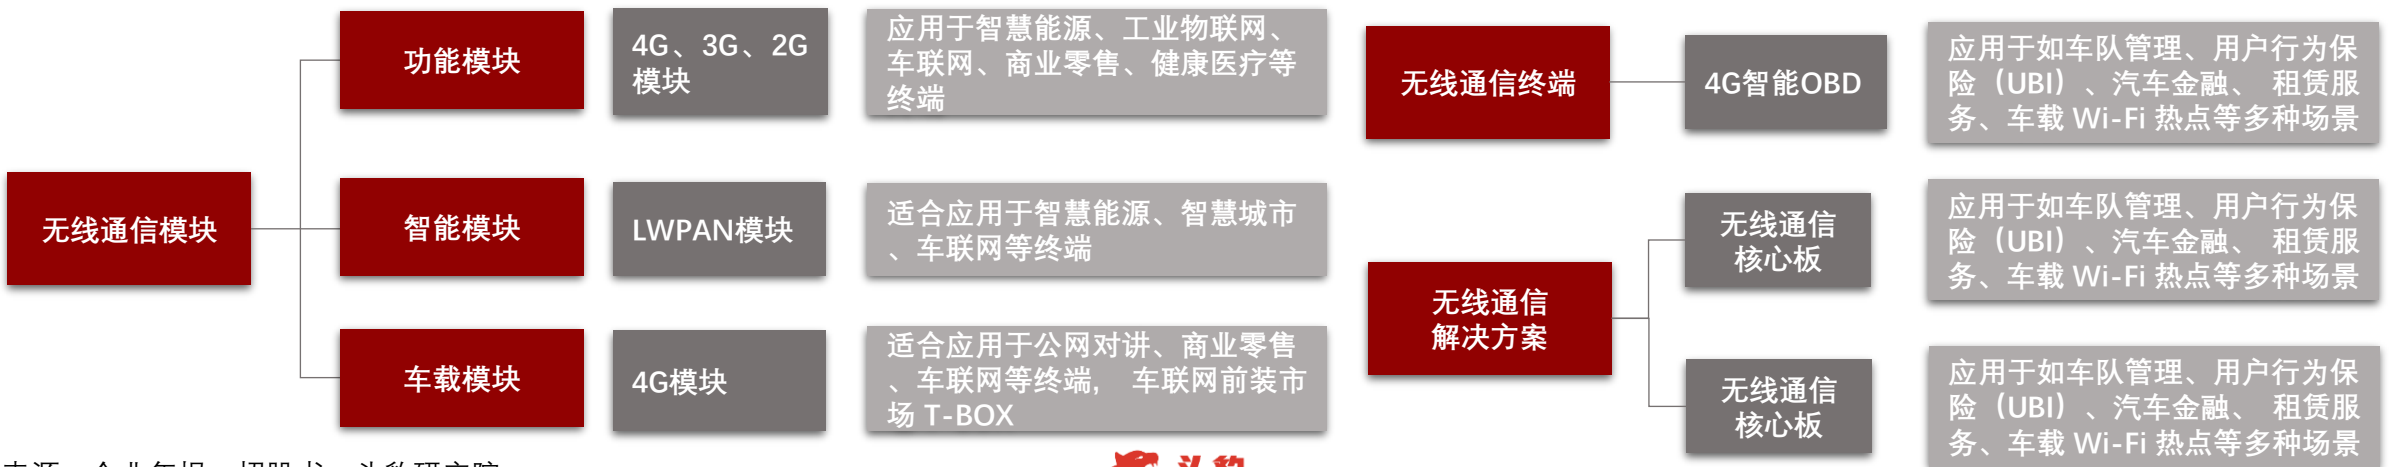 无线通信模块
功能模块
4G、3G、2G
模块
应用于智慧能源、工业物联网、
车联网、商业零售、健康医疗等
终端
智能模块
LWPAN模块
适合应用于智慧能源、智慧城市
、车联网等终端
车载模块
4G模块
适合应用于公网对讲、商业零售
、车联网等终端, 车联网前装市
场 T-BOX
无线通信终端
4G智能OBD
应用于如车队管理、用户行为保
险（UBI）、汽车金融、 租赁服
务、车载 Wi-Fi 热点等多种场景
无线通信
解决方案
无线通信
核心板
应用于如车队管理、用户行为保
险（UBI）、汽车金融、 租赁服
务、车载 Wi-Fi 热点等多种场景
无线通信
核心板
应用于如车队管理、用户行为保
险（UBI）、汽车金融、 租赁服
务、车载 Wi-Fi 热点等多种场景